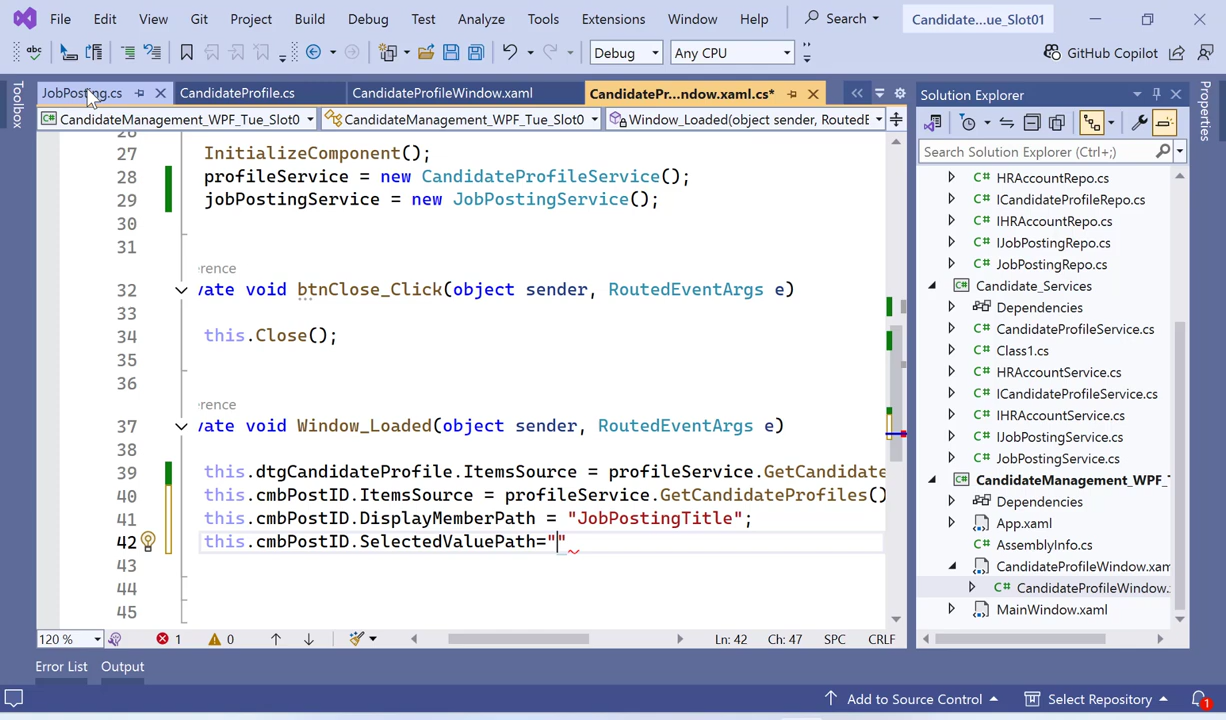 File Edit View Git Project Build Debug Test Analyze Tools Extensions Window Help Search Candidate...ue_Slot01
abc Debug Any CPU GitHub Copilot
Toolbox JobPosting.cs CandidateProfile.cs CandidateProfileWindow.xaml CandidatePr...ndow.xaml.cs* Solution Explorer Properties
CandidateManagement_WPF_Tue_Slot0 CandidateManagement_WPF_Tue_Slot0 Window_Loaded(object sender, RoutedE
Search Solution Explorer (Ctrl+;)
26
27 InitializeComponent();
28 profileService = new CandidateProfileService();
29 jobPostingService = new JobPostingService();
30
31
erence
32 vate void btnClose_Click(object sender, RoutedEventArgs e)
33
34 this.Close();
35
36
erence
37 vate void Window_Loaded(object sender, RoutedEventArgs e)
38
39 this.dtgCandidateProfile.ItemsSource = profileService.GetCandidate
40 this.cmbPostID.ItemsSource = profileService.GetCandidateProfiles()
41 this.cmbPostID.DisplayMemberPath = "JobPostingTitle";
42 this.cmbPostID.SelectedValuePath=""
43
44
45
C# HRAccountRepo.cs
C# ICandidateProfileRepo.cs
C# IHRAccountRepo.cs
C# IJobPostingRepo.cs
C# JobPostingRepo.cs
Candidate_Services
Dependencies
C# CandidateProfileService.cs
C# Class1.cs
C# HRAccountService.cs
C# ICandidateProfileService.cs
C# IHRAccountService.cs
C# IJobPostingService.cs
C# JobPostingService.cs
CandidateManagement_WPF_T
Dependencies
App.xaml
C# AssemblyInfo.cs
CandidateProfileWindow.xam
C# CandidateProfileWindow.
MainWindow.xaml
120 % 1 0 Ln: 42 Ch: 47 SPC CRLF
Error List Output
Add to Source Control Select Repository 1